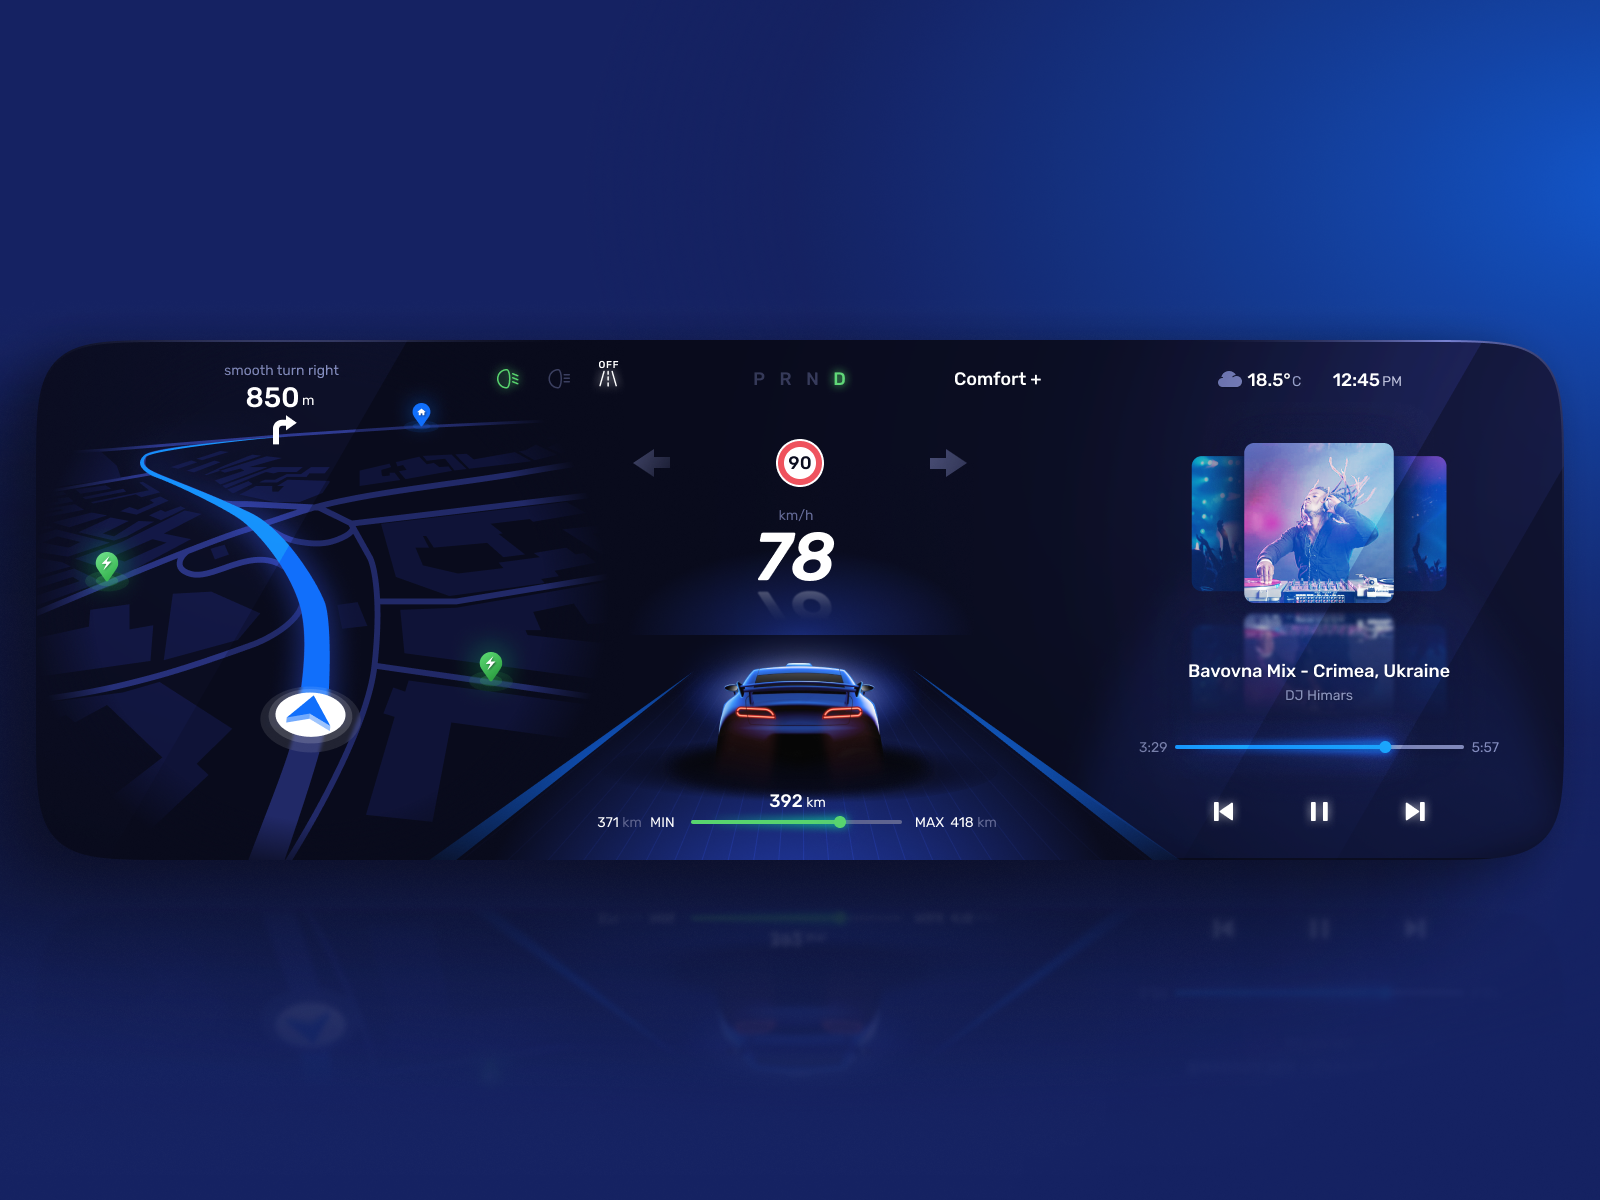 smooth turn right
850 m
OFF
P R N D
Comfort +
18.5° C
12:45 PM
90
km/h
78
392 km
371 km MIN
MAX 418 km
Bavovna Mix - Crimea, Ukraine
DJ Himars
3:29
5:57